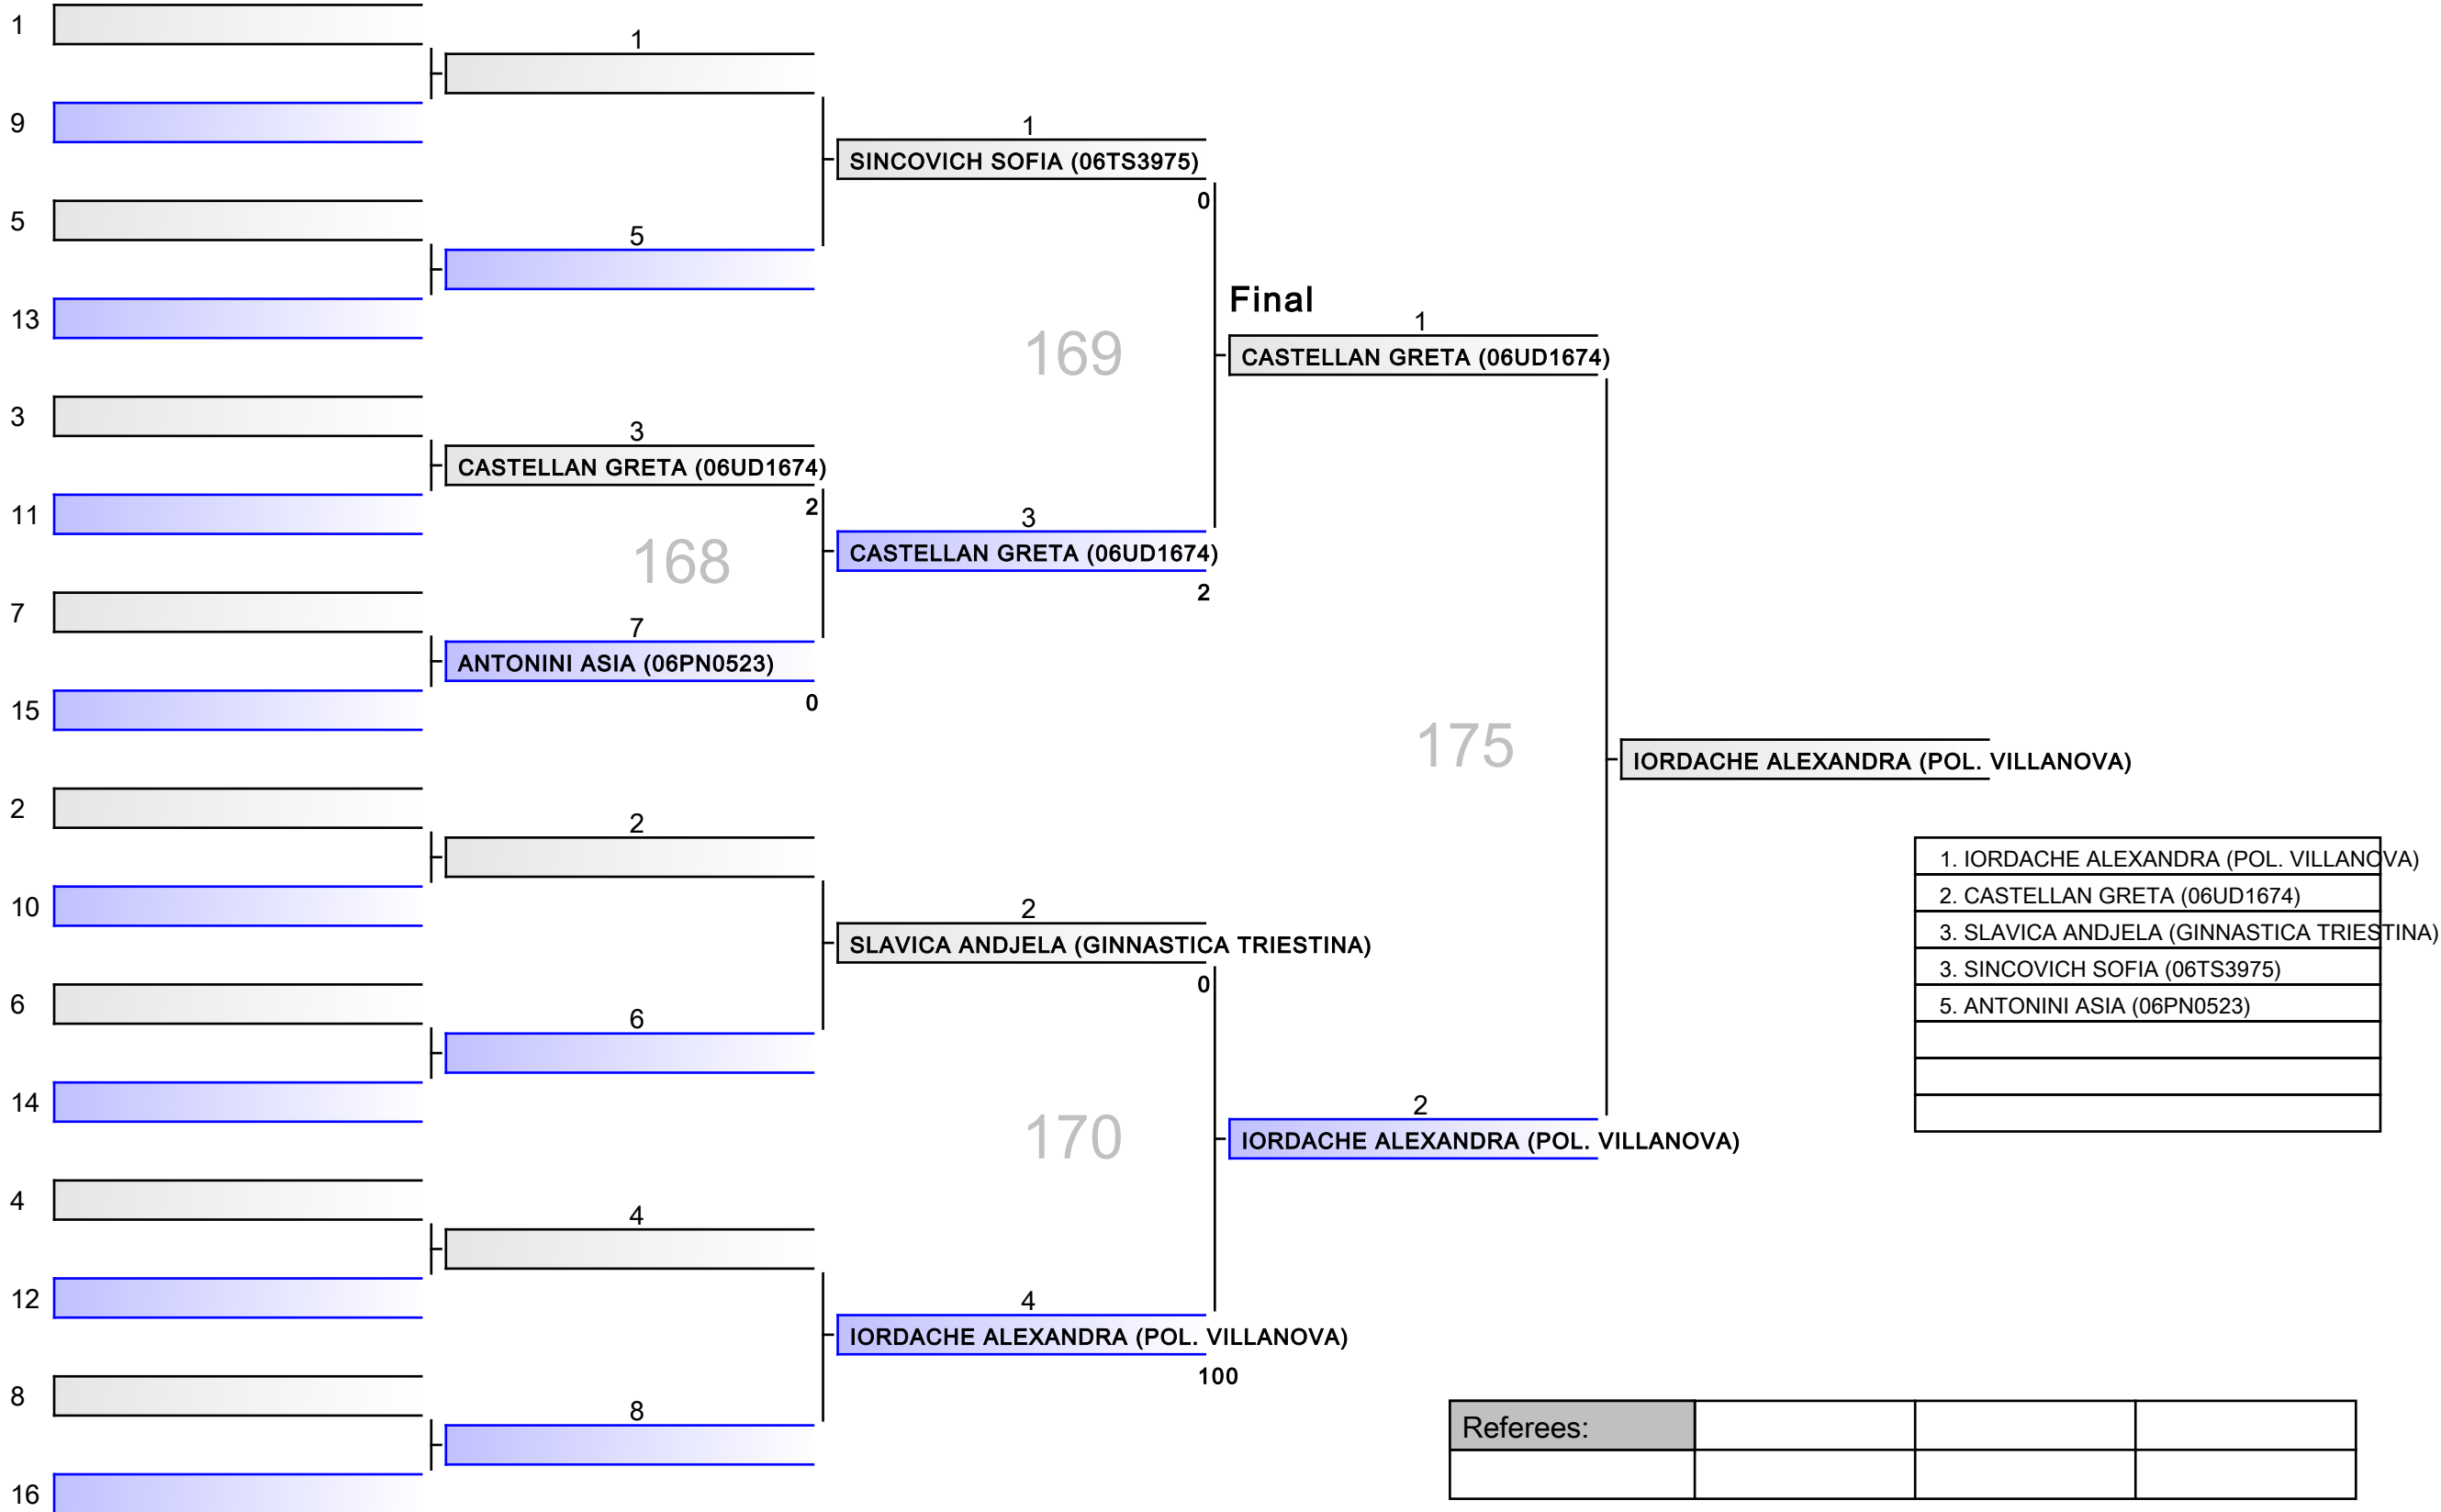 1
1
9
1
SINCOVICH SOFIA (06TS3975)
0
5
5
13
Final
1
CASTELLAN GRETA (06UD1674)
169
3
3
CASTELLAN GRETA (06UD1674)
2
11
168
3
CASTELLAN GRETA (06UD1674)
2
7
7
ANTONINI ASIA (06PN0523)
0
15
175
IORDACHE ALEXANDRA (POL. VILLANOVA)
2
2
10
2
SLAVICA ANDJELA (GINNASTICA TRIESTINA)
0
6
6
14
170
2
IORDACHE ALEXANDRA (POL. VILLANOVA)
4
4
12
4
IORDACHE ALEXANDRA (POL. VILLANOVA)
100
8
8
16
1. IORDACHE ALEXANDRA (POL. VILLANOVA)
2. CASTELLAN GRETA (06UD1674)
3. SLAVICA ANDJELA (GINNASTICA TRIESTINA)
3. SINCOVICH SOFIA (06TS3975)
5. ANTONINI ASIA (06PN0523)
Referees: